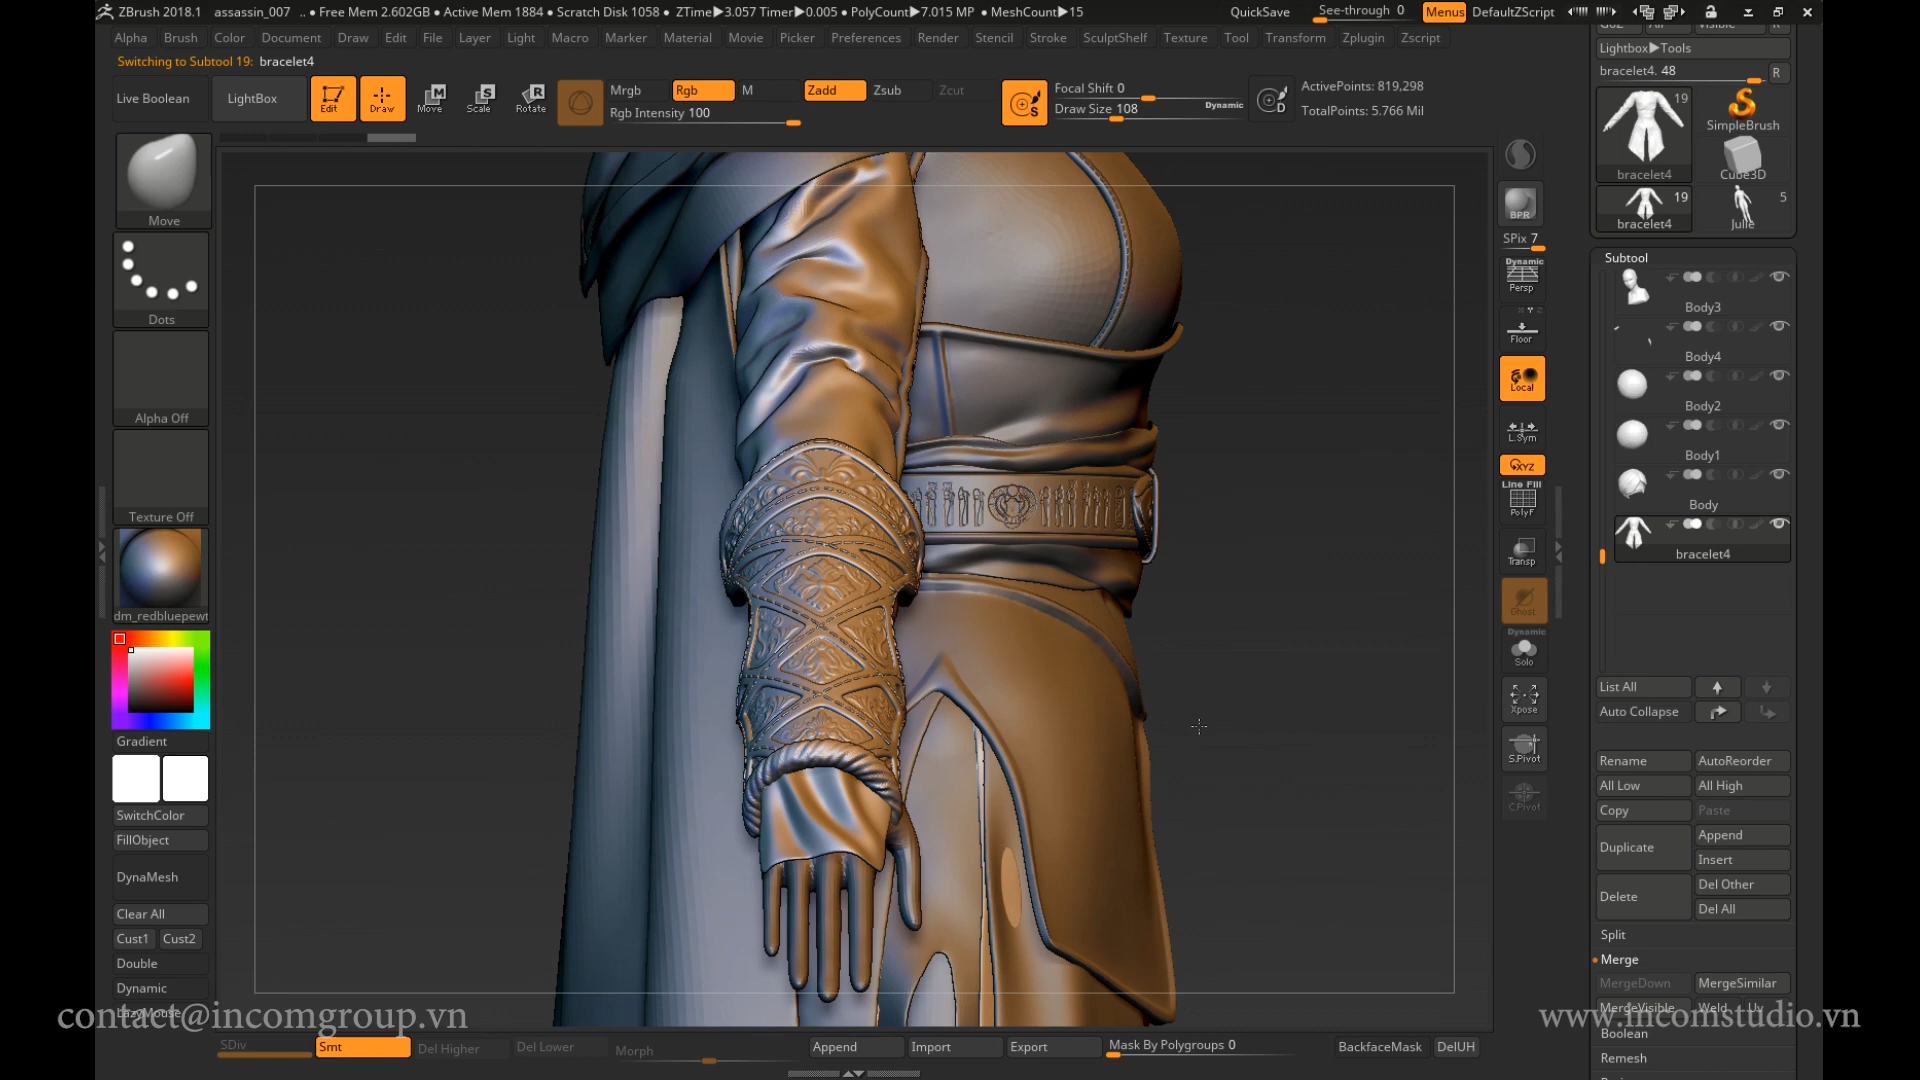 ZBrush 2018.1 assassin_007 .. • Free Mem 2.602GB • Active Mem 1884 • Scratch Disk 1058 • ZTime▶3.057 Timer▶0.005 • PolyCount▶7.015 MP • MeshCount▶15 QuickSave See-through 0 Menus DefaultZScript
Alpha Brush Color Document Draw Edit File Layer Light Macro Marker Material Movie Picker Preferences Render Stencil Stroke SculptShelf Texture Tool Transform Zplugin Zscript
Switching to Subtool 19: bracelet4
Live Boolean
LightBox
Edit
Draw
Move
Scale
Rotate
Mrgb Rgb M Zadd Zsub Zcut
Rgb Intensity 100
Focal Shift 0
Draw Size 108 Dynamic
ActivePoints: 819,298
TotalPoints: 5.766 Mil
Move
Dots
Alpha Off
Texture Off
dm_redbluepewt
Gradient
SwitchColor
FillObject
DynaMesh
Clear All
Cust1 Cust2
Double
Dynamic
LazyMouse
BPR
SPix 7
Dynamic
Persp
Floor
Local
L.Sym
XYZ
Line Fill
PolyF
Transp
Ghost
Dynamic
Solo
Xpose
S.Pivot
C.Pivot
Lightbox▶Tools
bracelet4. 48 R
19
bracelet4
SimpleBrush
Cube3D
19
bracelet4
5
Julie
Subtool
Body3
Body4
Body2
Body1
Body
bracelet4
List All
Auto Collapse
Rename AutoReorder
All Low All High
Copy Paste
Duplicate Append
Insert
Delete Del Other
Del All
Split
Merge
MergeDown MergeSimilar
MergeVisible Weld Uv
Boolean
Remesh
SDiv Smt Del Higher Del Lower Morph Append Import Export Mask By Polygroups 0 BackfaceMask DelUH
contact@incomgroup.vn
www.incomstudio.vn